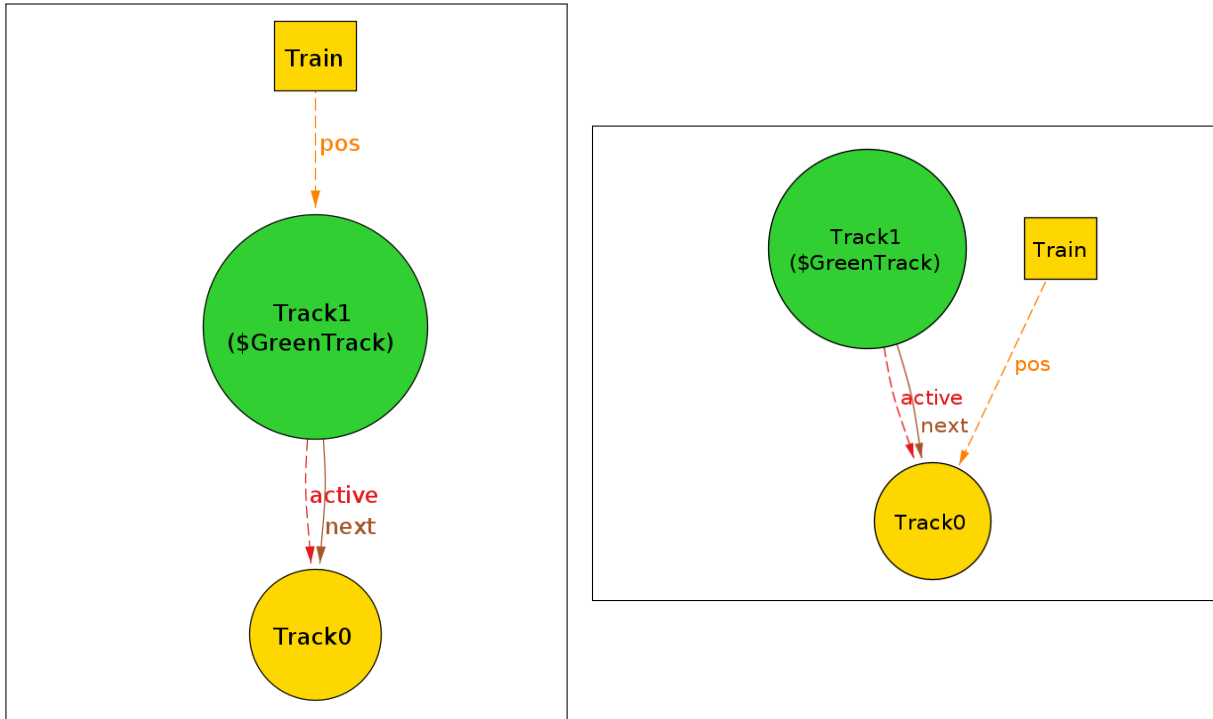 Train
pos
Track1
($GreenTrack)
active
next
Track0
Track1
($GreenTrack)
Train
pos
active
next
Track0